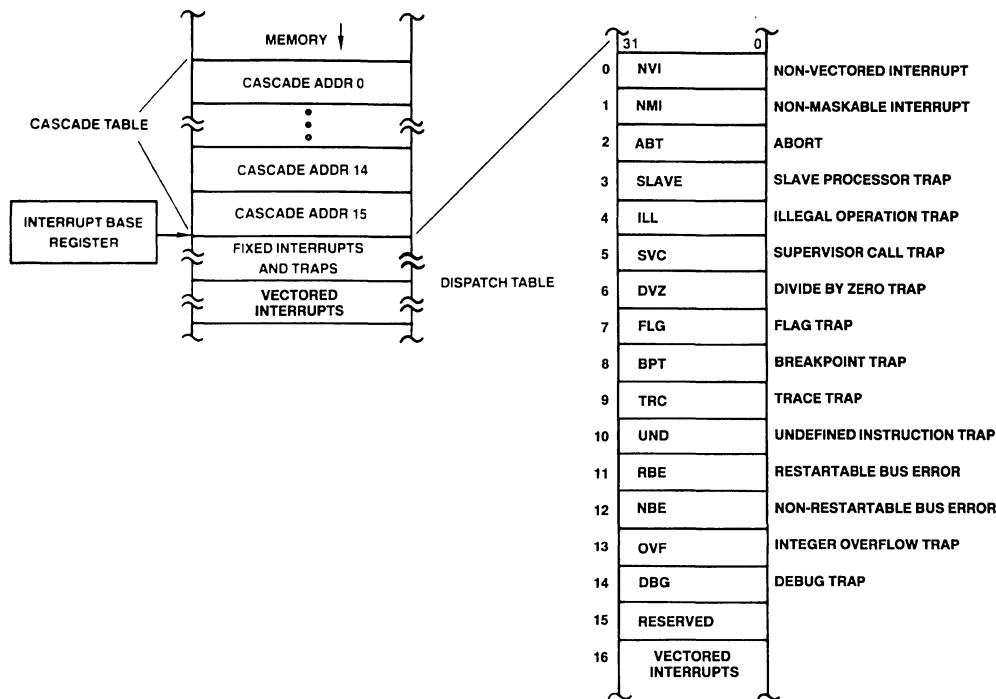 MEMORY
CASCADE ADDR 0
CASCADE TABLE
CASCADE ADDR 14
CASCADE ADDR 15
INTERRUPT BASE
REGISTER
FIXED INTERRUPTS
AND TRAPS
VECTORED
INTERRUPTS
DISPATCH TABLE
31 0
0 NVI NON-VECTORED INTERRUPT
1 NMI NON-MASKABLE INTERRUPT
2 ABT ABORT
3 SLAVE SLAVE PROCESSOR TRAP
4 ILL ILLEGAL OPERATION TRAP
5 SVC SUPERVISOR CALL TRAP
6 DVZ DIVIDE BY ZERO TRAP
7 FLG FLAG TRAP
8 BPT BREAKPOINT TRAP
9 TRC TRACE TRAP
10 UND UNDEFINED INSTRUCTION TRAP
11 RBE RESTARTABLE BUS ERROR
12 NBE NON-RESTARTABLE BUS ERROR
13 OVF INTEGER OVERFLOW TRAP
14 DBG DEBUG TRAP
15 RESERVED
16 VECTORED
INTERRUPTS